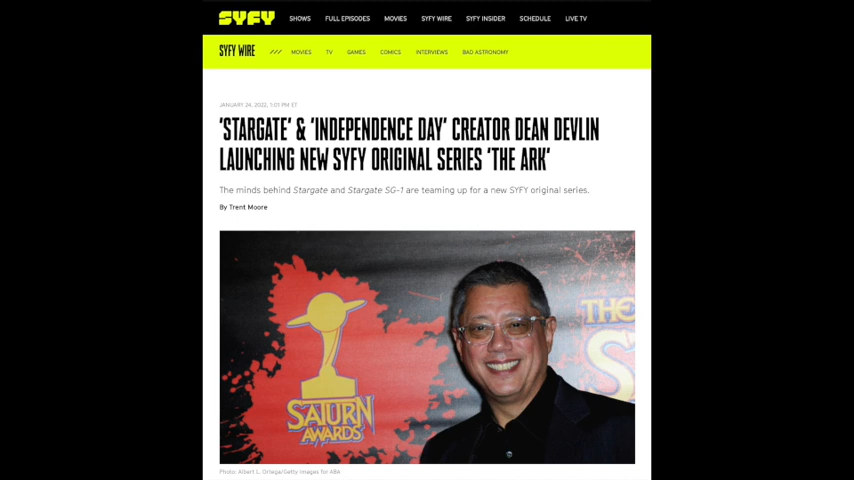 SYFY SHOWS FULL EPISODES MOVIES SYFY WIRE SYFY INSIDER SCHEDULE LIVE TV
SYFY WIRE /// MOVIES TV GAMES COMICS INTERVIEWS BAD ASTRONOMY
JANUARY 24, 2022, 1:01 PM ET
'STARGATE' & 'INDEPENDENCE DAY' CREATOR DEAN DEVLIN
LAUNCHING NEW SYFY ORIGINAL SERIES 'THE ARK'
The minds behind Stargate and Stargate SG-1 are teaming up for a new SYFY original series.
By Trent Moore
SATURN
AWARDS
THE
S
Photo: Albert L. Ortega/Getty Images for ABA